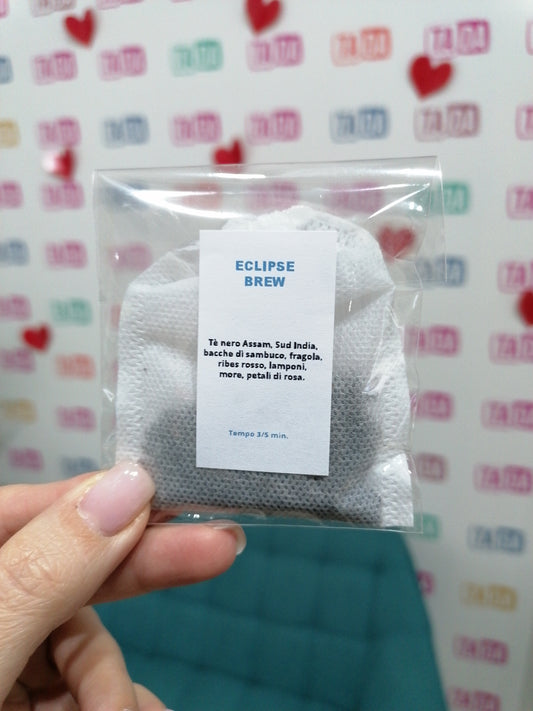 ECLIPSE
BREW
Tè nero Assam, Sud India,
bacche di sambuco, fragola,
ribes rosso, lamponi,
more, petali di rosa.
Tempo 3/5 min.
TADA